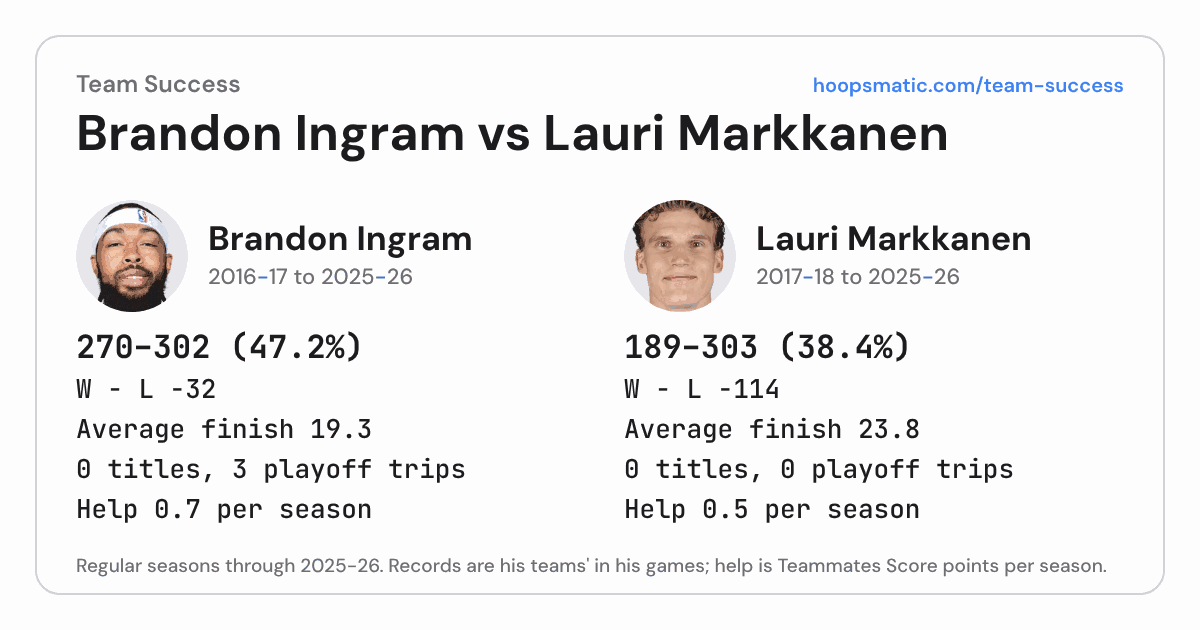 Team Success
hoopsmatic.com/team-success
Brandon Ingram vs Lauri Markkanen
Brandon Ingram
2016-17 to 2025-26
270-302 (47.2%)
W - L -32
Average finish 19.3
0 titles, 3 playoff trips
Help 0.7 per season
Lauri Markkanen
2017-18 to 2025-26
189-303 (38.4%)
W - L -114
Average finish 23.8
0 titles, 0 playoff trips
Help 0.5 per season
Regular seasons through 2025-26. Records are his teams' in his games; help is Teammates Score points per season.